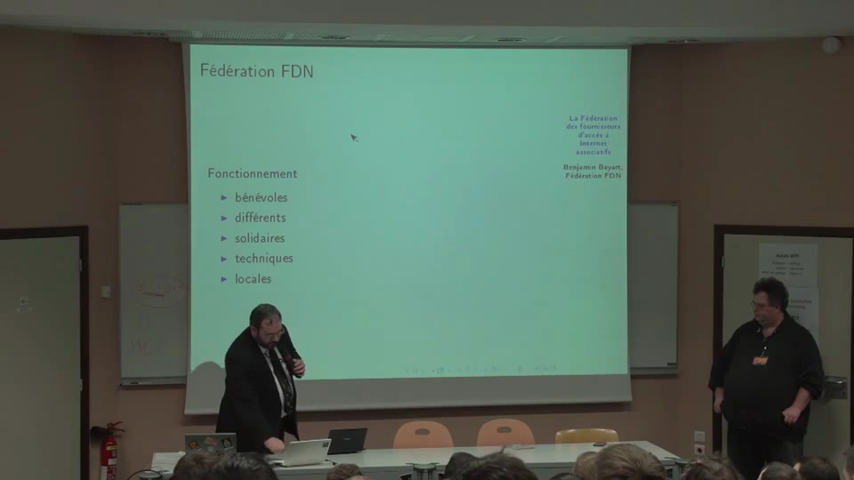 Fédération FDN
La Fédération
des fournisseurs
d'accès à
Internet
associatifs
Benjamin Bayart,
Fédération FDN
Fonctionnement
bénévoles
différents
solidaires
techniques
locales